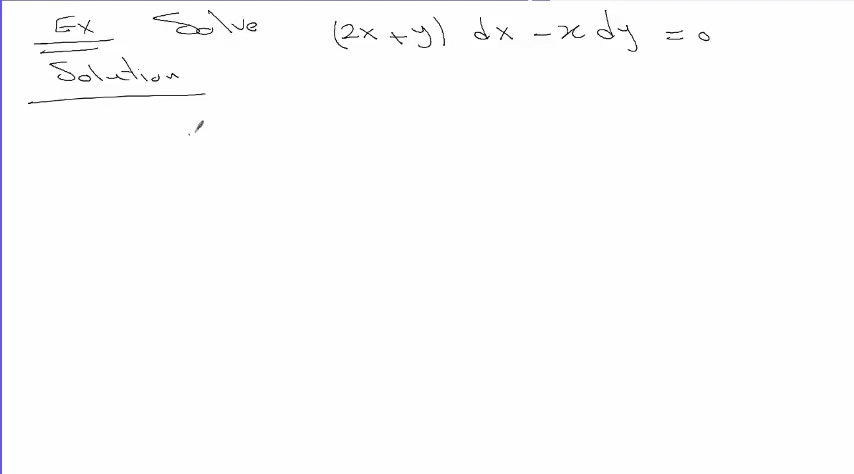 Ex Solve (2x + y) dx - x dy = 0
Solution